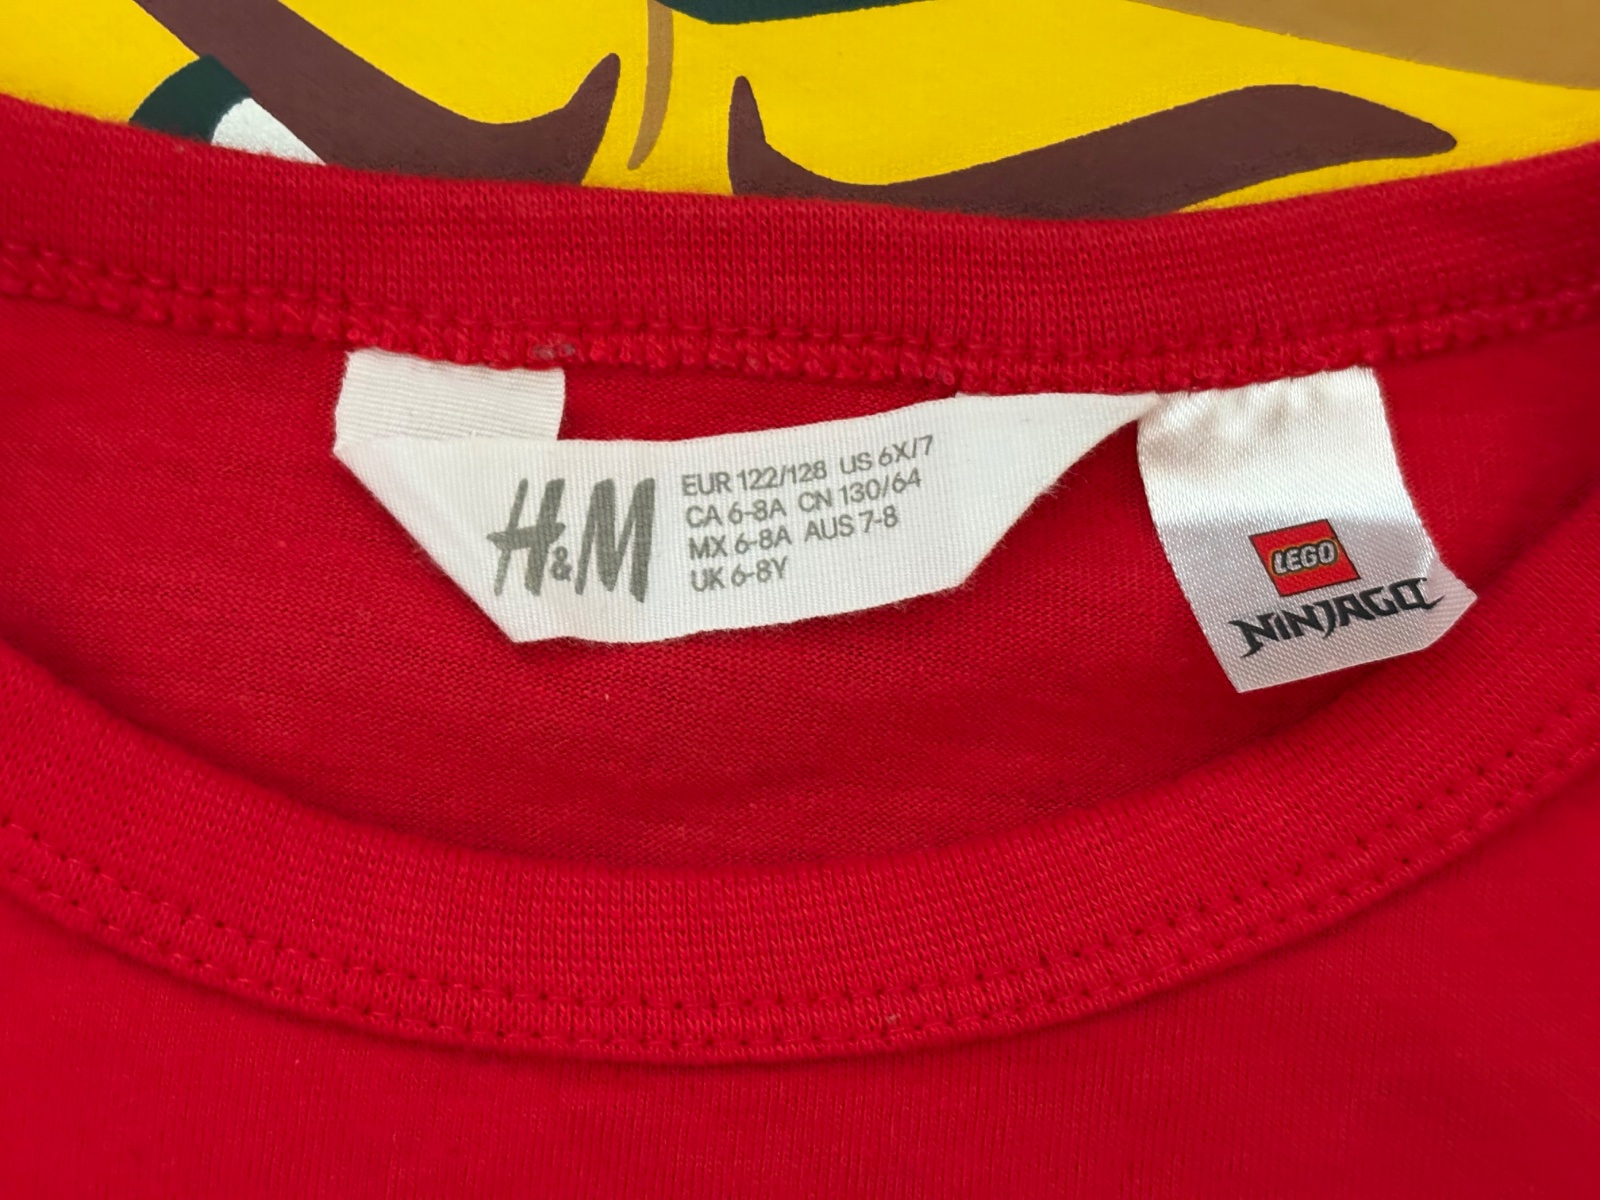 H&M
EUR 122/128 US 6X/7
CA 6-8A CN 130/64
MX 6-8A AUS 7-8
UK 6-8Y
LEGO
NINJAGO